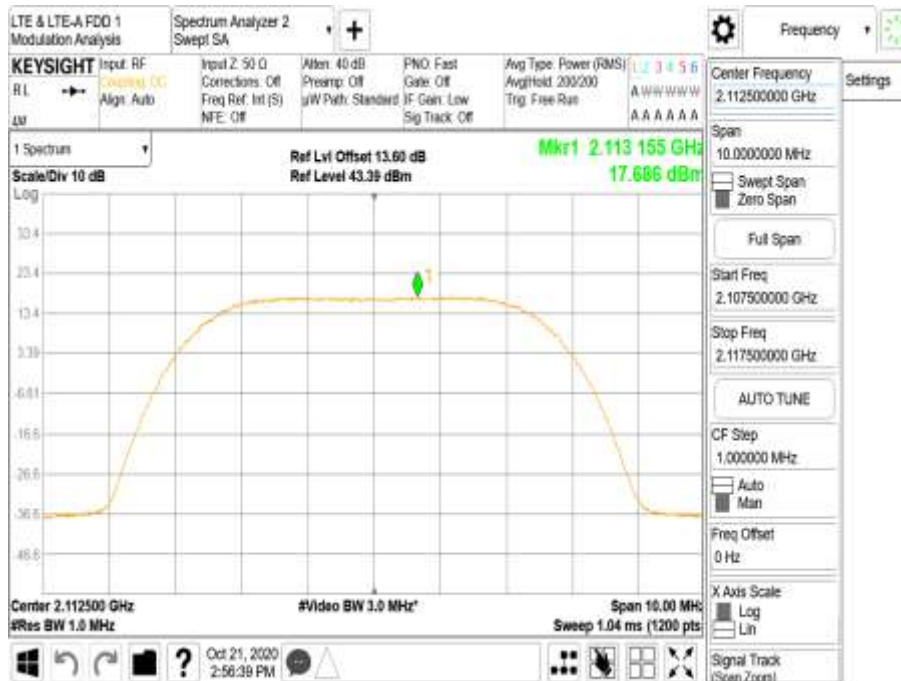 LTE & LTE-A FDD 1
Modulation Analysis
Spectrum Analyzer 2
Swept SA
Frequency
KEYSIGHT
RL
Input: RF
Coupling: DC
Align: Auto
Input Z: 50 Ω
Corrections: Off
Freq Ref: Int (S)
NFE: Off
Atten: 40 dB
Preamp: Off
µW Path: Standard
PNO: Fast
Gate: Off
IF Gain: Low
Sig Track: Off
Avg Type: Power (RMS)
Avg|Hold: 200/200
Trig: Free Run
1 2 3 4 5 6
A W W W W W
A A A A A A
1 Spectrum
Scale/Div 10 dB
Ref Lvl Offset 13.60 dB
Ref Level 43.39 dBm
Mkr1 2.113 155 GHz
17.686 dBm
Log
33.4
23.4
13.4
3.39
-6.61
-16.6
-26.6
-36.6
-46.6
1
Center 2.112500 GHz
#Res BW 1.0 MHz
#Video BW 3.0 MHz*
Span 10.00 MHz
Sweep 1.04 ms (1200 pts
Oct 21, 2020
2:56:39 PM
Center Frequency
2.112500000 GHz
Settings
Span
10.0000000 MHz
Swept Span
Zero Span
Full Span
Start Freq
2.107500000 GHz
Stop Freq
2.117500000 GHz
AUTO TUNE
CF Step
1.000000 MHz
Auto
Man
Freq Offset
0 Hz
X Axis Scale
Log
Lin
Signal Track
(Span Zoom)